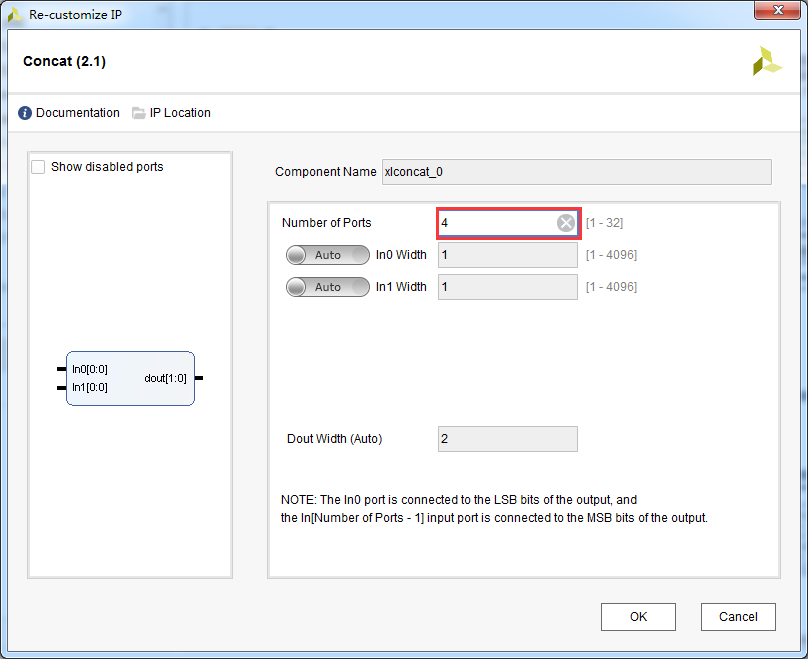 Re-customize IP
Concat (2.1)
Documentation IP Location
Show disabled ports
In0[0:0]
In1[0:0]
dout[1:0]
Component Name xlconcat_0
Number of Ports 4 [1 - 32]
Auto In0 Width 1 [1 - 4096]
Auto In1 Width 1 [1 - 4096]
Dout Width (Auto) 2
NOTE: The In0 port is connected to the LSB bits of the output, and
the In[Number of Ports - 1] input port is connected to the MSB bits of the output.
OK Cancel